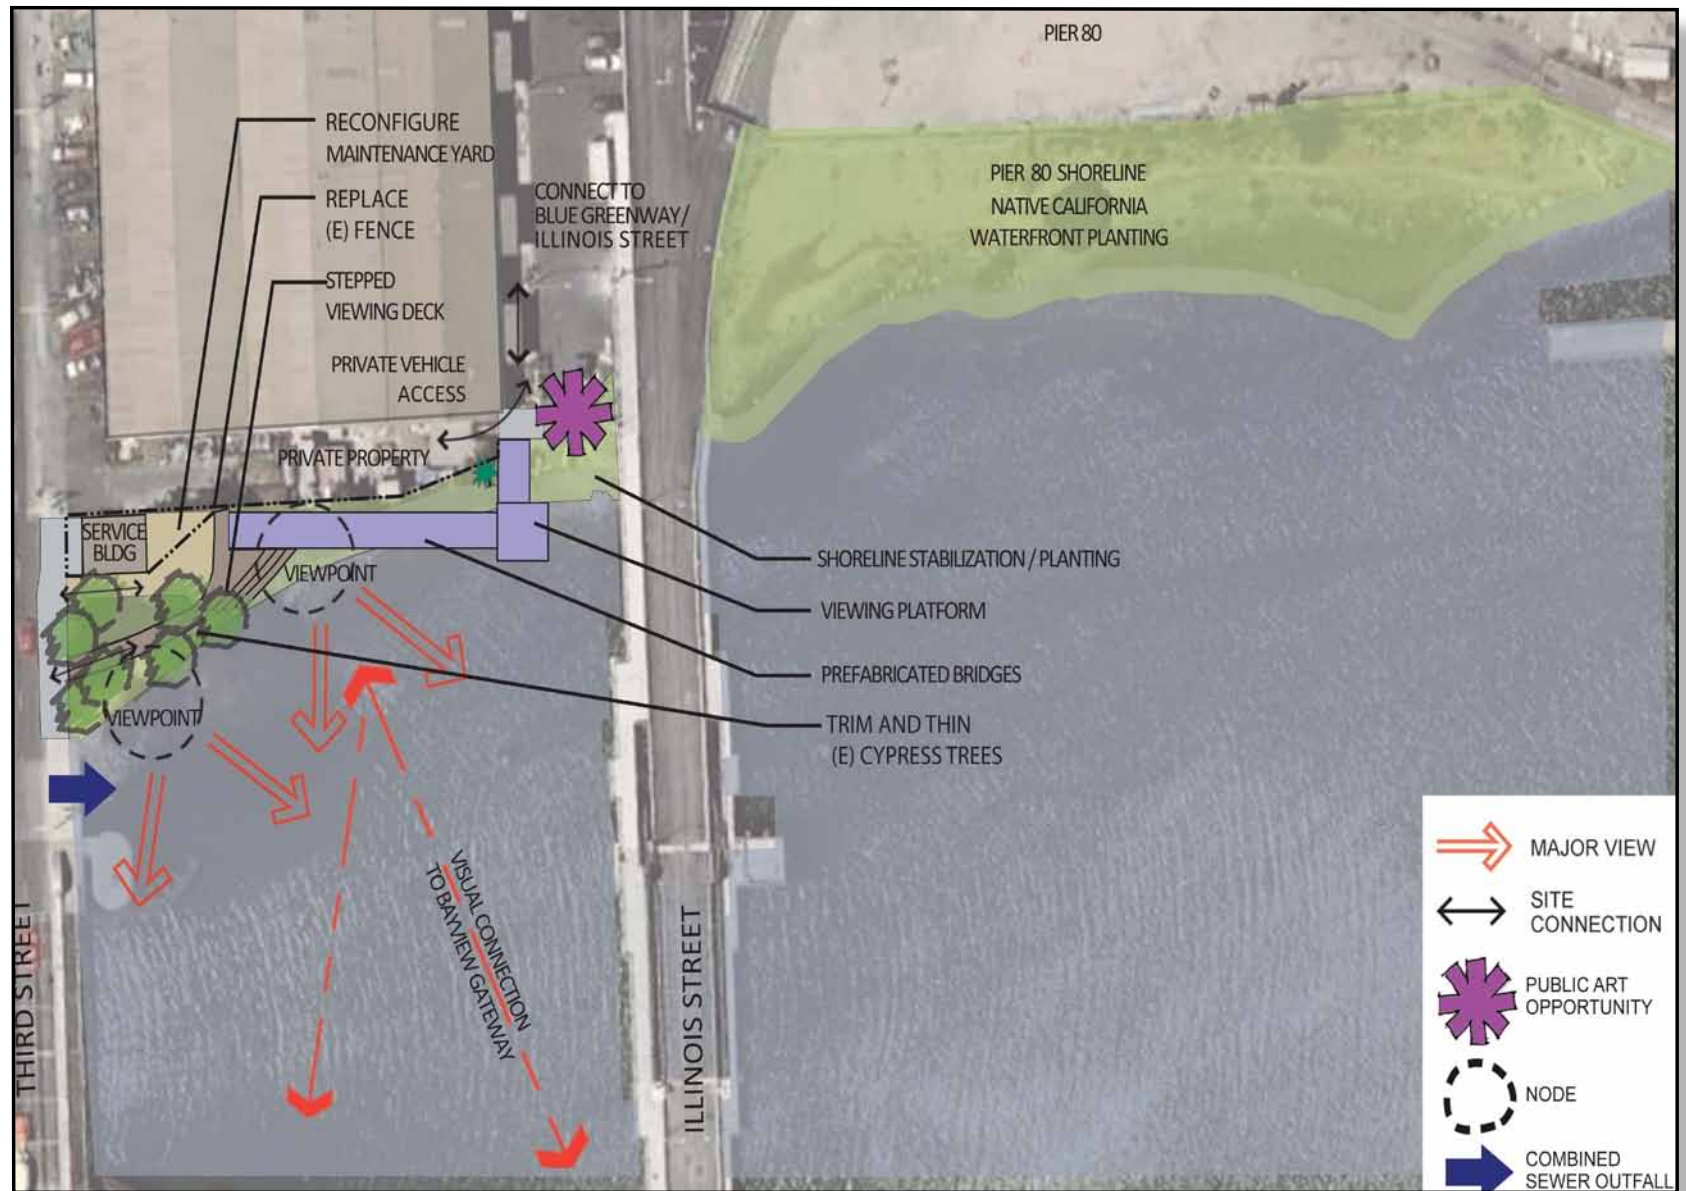 PIER 80
RECONFIGURE
MAINTENANCE YARD
REPLACE
(E) FENCE
STEPPED
VIEWING DECK
PRIVATE VEHICLE
ACCESS
CONNECT TO
BLUE GREENWAY/
ILLINOIS STREET
PIER 80 SHORELINE
NATIVE CALIFORNIA
WATERFRONT PLANTING
PRIVATE PROPERTY
SERVICE
BLDG
VIEWPOINT
VIEWPOINT
SHORELINE STABILIZATION / PLANTING
VIEWING PLATFORM
PREFABRICATED BRIDGES
TRIM AND THIN
(E) CYPRESS TREES
VISUAL CONNECTION
TO BAYVIEW GATEWAY
THIRD STREET
ILLINOIS STREET
MAJOR VIEW
SITE
CONNECTION
PUBLIC ART
OPPORTUNITY
NODE
COMBINED
SEWER OUTFALL